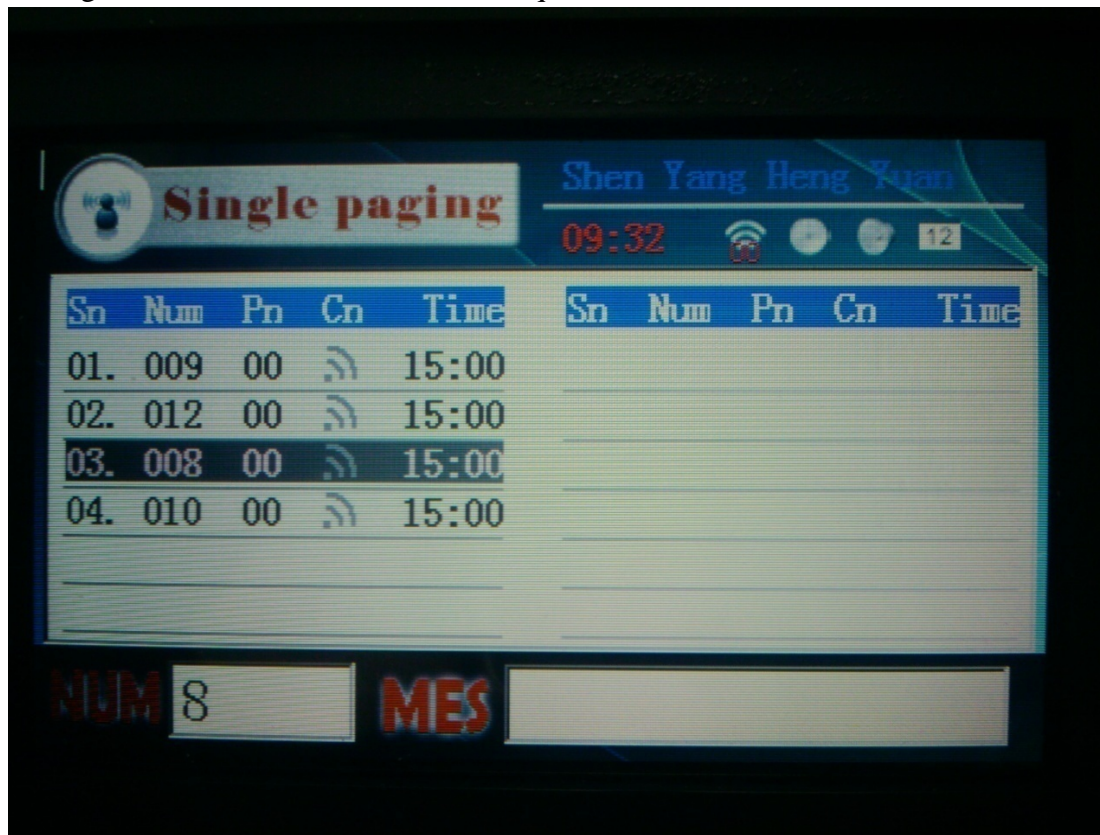 Single paging
Shen Yang Heng Yuan
09:32 12
Sn Num Pn Cn Time Sn Num Pn Cn Time
01. 009 00 15:00
02. 012 00 15:00
03. 008 00 15:00
04. 010 00 15:00
NUM 8 MES